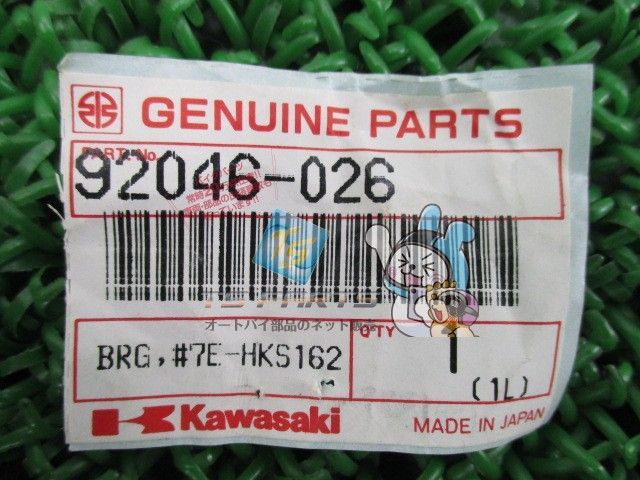 GENUINE PARTS
PART. No.
92046-026
オートバイ部品のネット販売
BRG,#7E-HKS162
QTY
1
(1L)
Kawasaki
MADE IN JAPAN